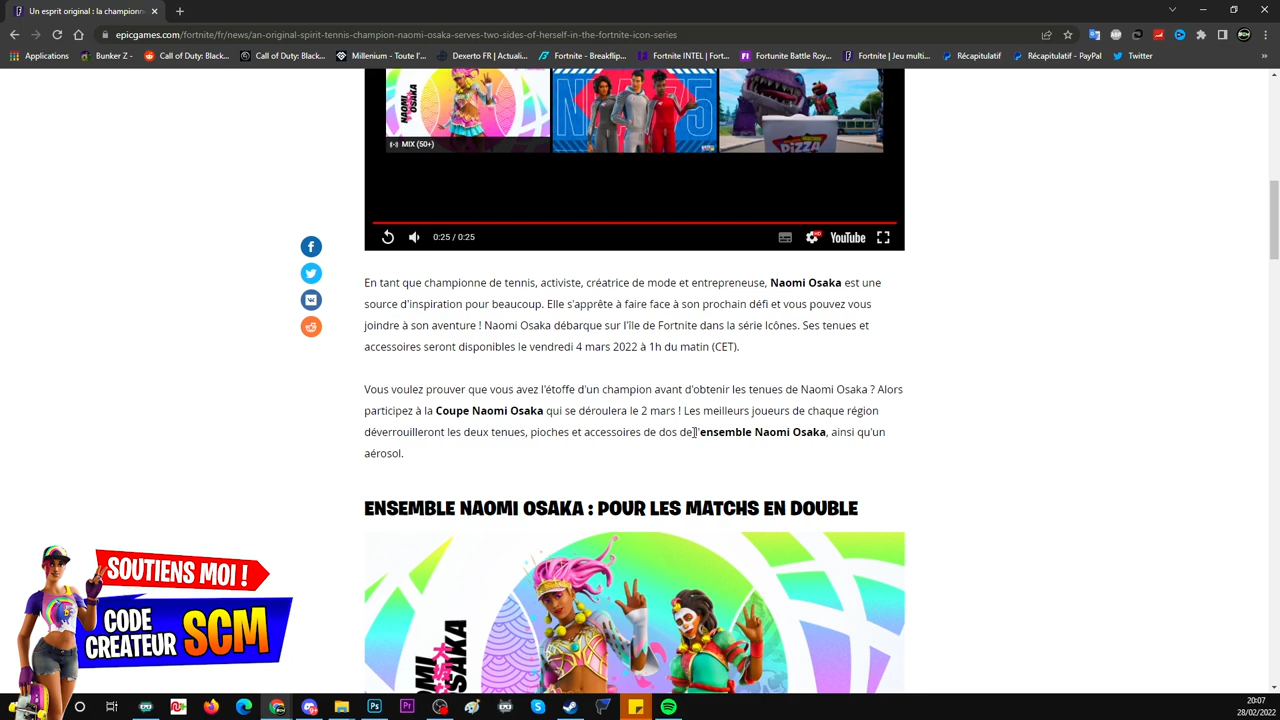 Un esprit original : la championn
epicgames.com/fortnite/fr/news/an-original-spirit-tennis-champion-naomi-osaka-serves-two-sides-of-herself-in-the-fortnite-icon-series
Applications
Bunker - ZEvent
Call of Duty: Black...
Call of Duty: Black...
Millenium - Toute l'...
Dexerto FR | Actuali...
Fortnite - Breaking...
Fortnite INTEL | Fort...
Fortunite Battle Roy...
Fortnite | Jeu multi...
Récapitulatif - PayPal
Récapitulatif - PayPal
Twitter
»
NAOMI OSAKA
MIX (50+)
PIZZA
0:25 / 0:25
HD
YouTube
En tant que championne de tennis, activiste, créatrice de mode et entrepreneuse, Naomi Osaka est une
source d'inspiration pour beaucoup. Elle s'apprête à faire face à son prochain défi et vous pouvez vous
joindre à son aventure ! Naomi Osaka débarque sur l'île de Fortnite dans la série Icônes. Ses tenues et
accessoires seront disponibles le vendredi 4 mars 2022 à 1h du matin (CET).
Vous voulez prouver que vous avez l'étoffe d'un champion avant d'obtenir les tenues de Naomi Osaka ? Alors
participez à la Coupe Naomi Osaka qui se déroulera le 2 mars ! Les meilleurs joueurs de chaque région
déverrouilleront les deux tenues, pioches et accessoires de dos de l'ensemble Naomi Osaka, ainsi qu'un
aérosol.
ENSEMBLE NAOMI OSAKA : POUR LES MATCHS EN DOUBLE
SOUTIENS MOI !
CODE
CRÉATEUR SCM
20:07
28/02/2022